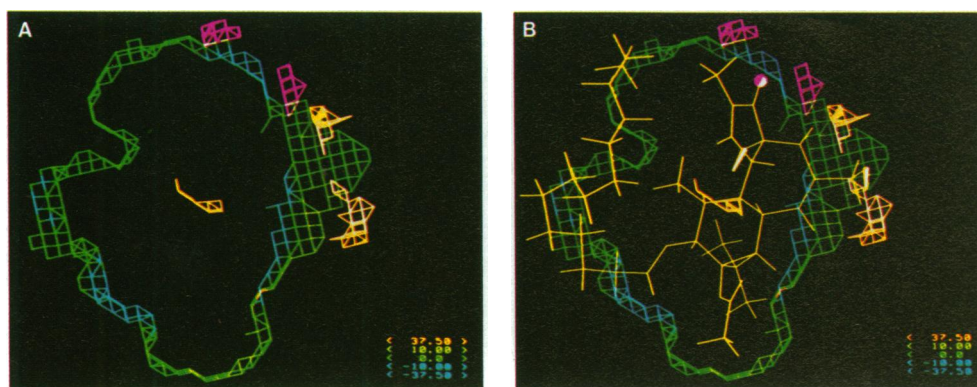 A
< 37.50 >
< 10.00 >
< 0.0 >
< -10.00 >
< -37.50 >
B
< 37.50 >
< 10.00 >
< 0.0 >
< -10.00 >
< -37.50 >